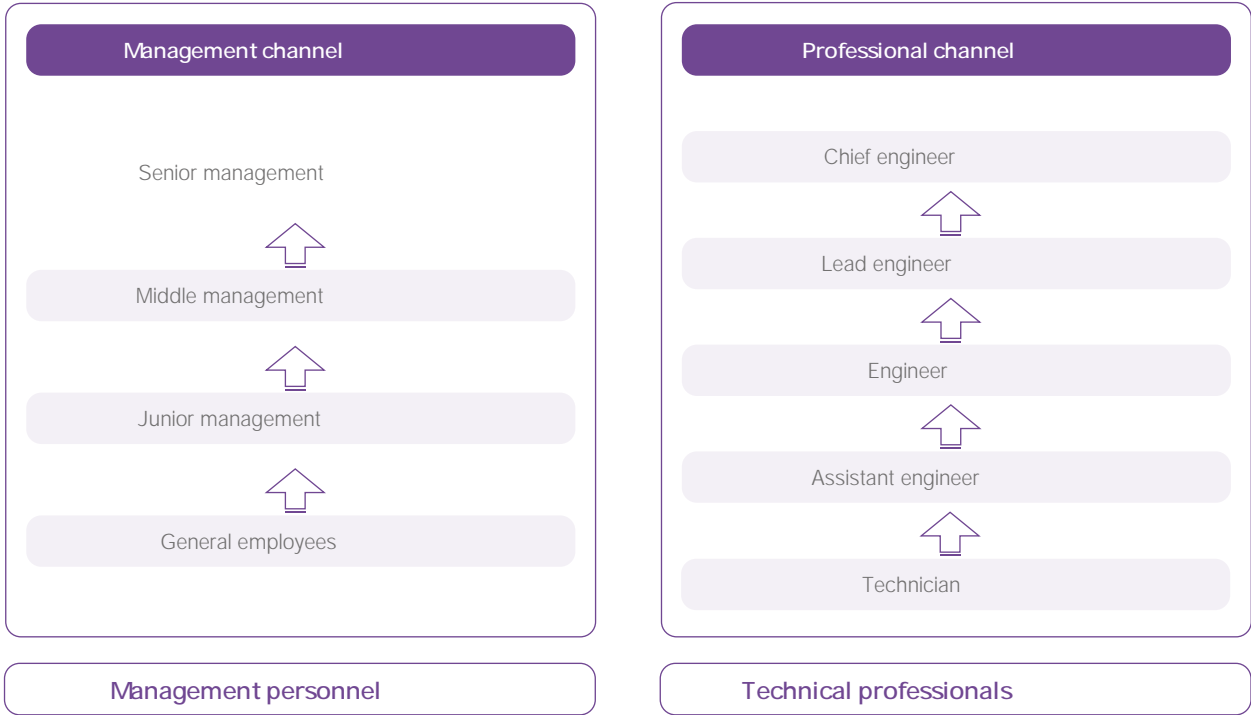 Management channel
Senior management
Middle management
Junior management
General employees
Management personnel
Professional channel
Chief engineer
Lead engineer
Engineer
Assistant engineer
Technician
Technical professionals